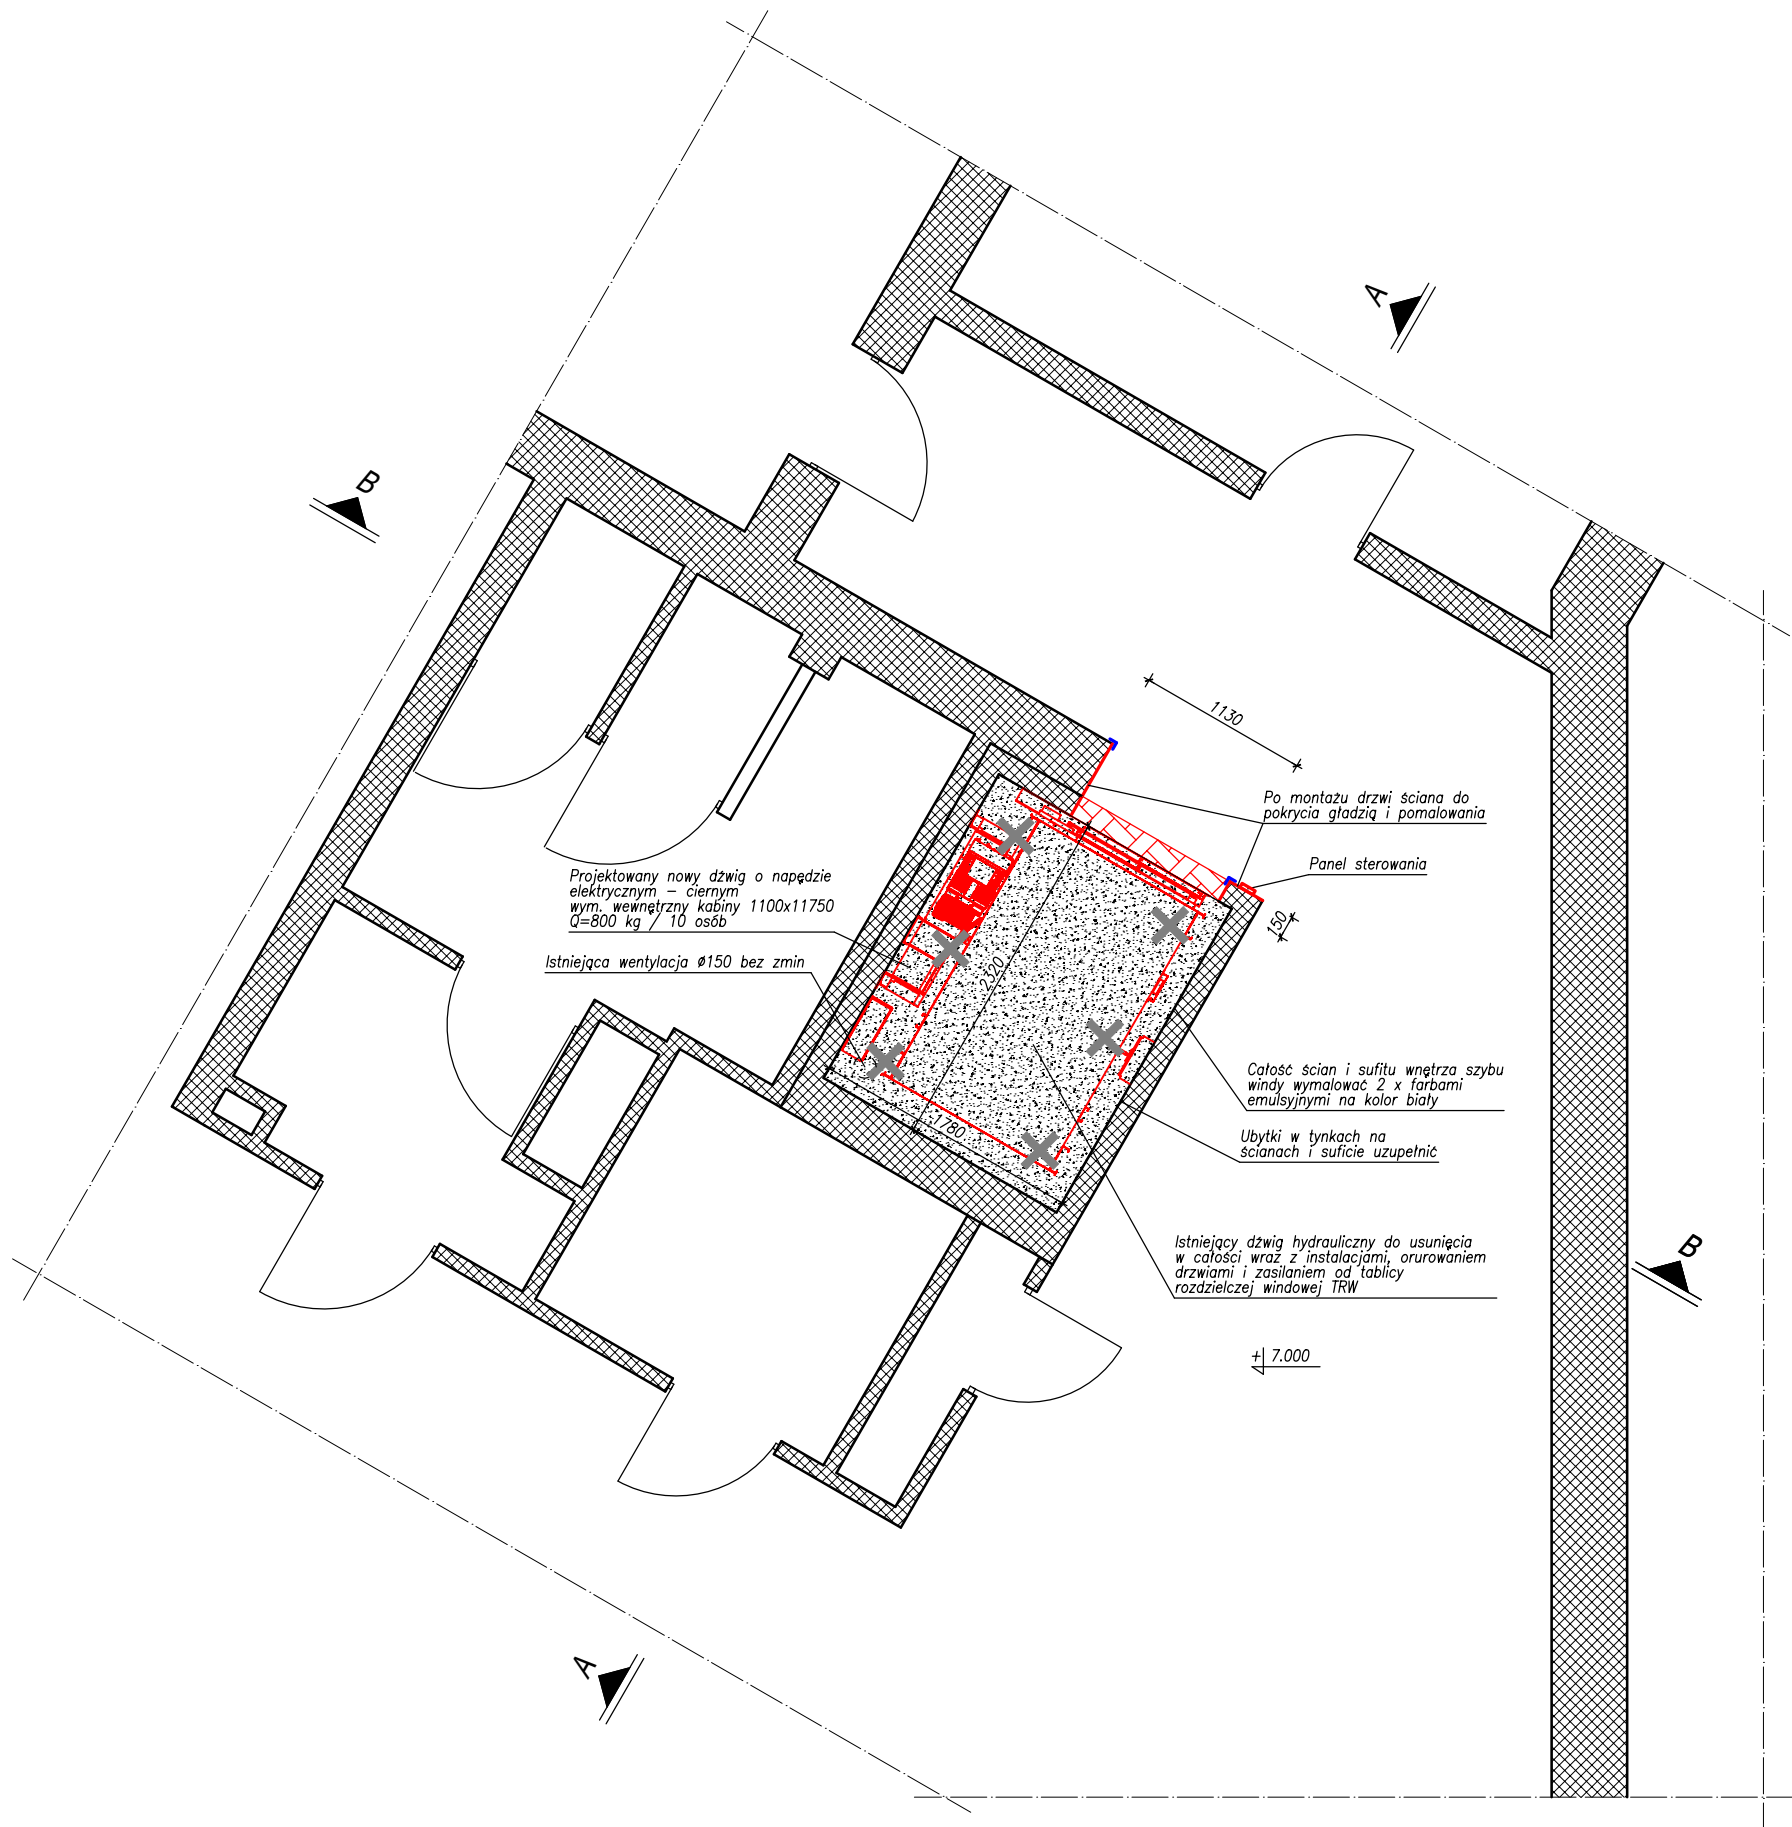 A
B
1130
Po montażu drzwi ściana do
pokrycia gładzią i pomalowania
Panel sterowania
150
Projektowany nowy dźwig o napędzie
elektrycznym – ciernym
wym. wewnętrzny kabiny 1100x11750
Q=800 kg / 10 osób
Istniejąca wentylacja ø150 bez zmin
2320
1780
Całość ścian i sufitu wnętrza szybu
windy wymalować 2 x farbami
emulsyjnymi na kolor biały
Ubytki w tynkach na
ścianach i suficie uzupełnić
Istniejący dźwig hydrauliczny do usunięcia
w całości wraz z instalacjami, orurowaniem
drzwiami i zasilaniem od tablicy
rozdzielczej windowej TRW
B
+ 7.000
A